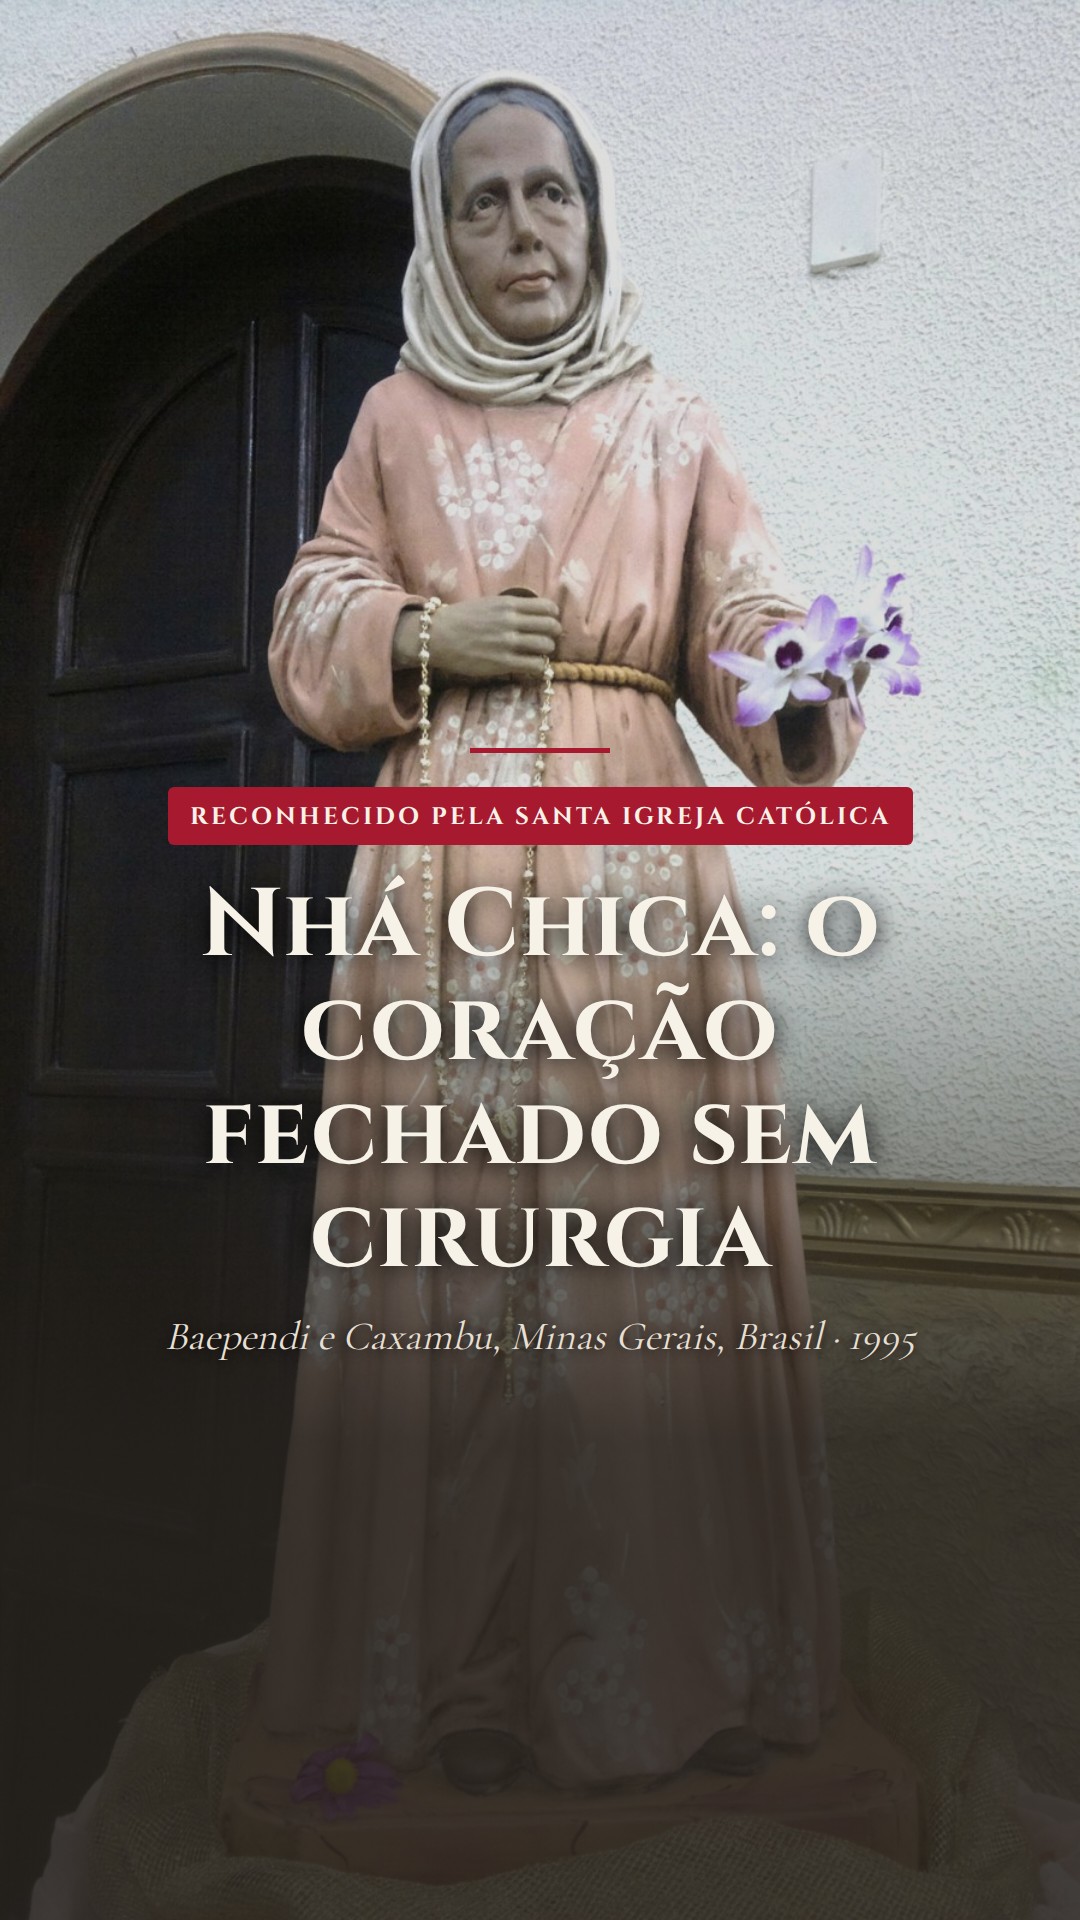 RECONHECIDO PELA SANTA IGREJA CATÓLICA
Nhá Chica: o
coração
fechado sem
cirurgia
Baependi e Caxambu, Minas Gerais, Brasil · 1995